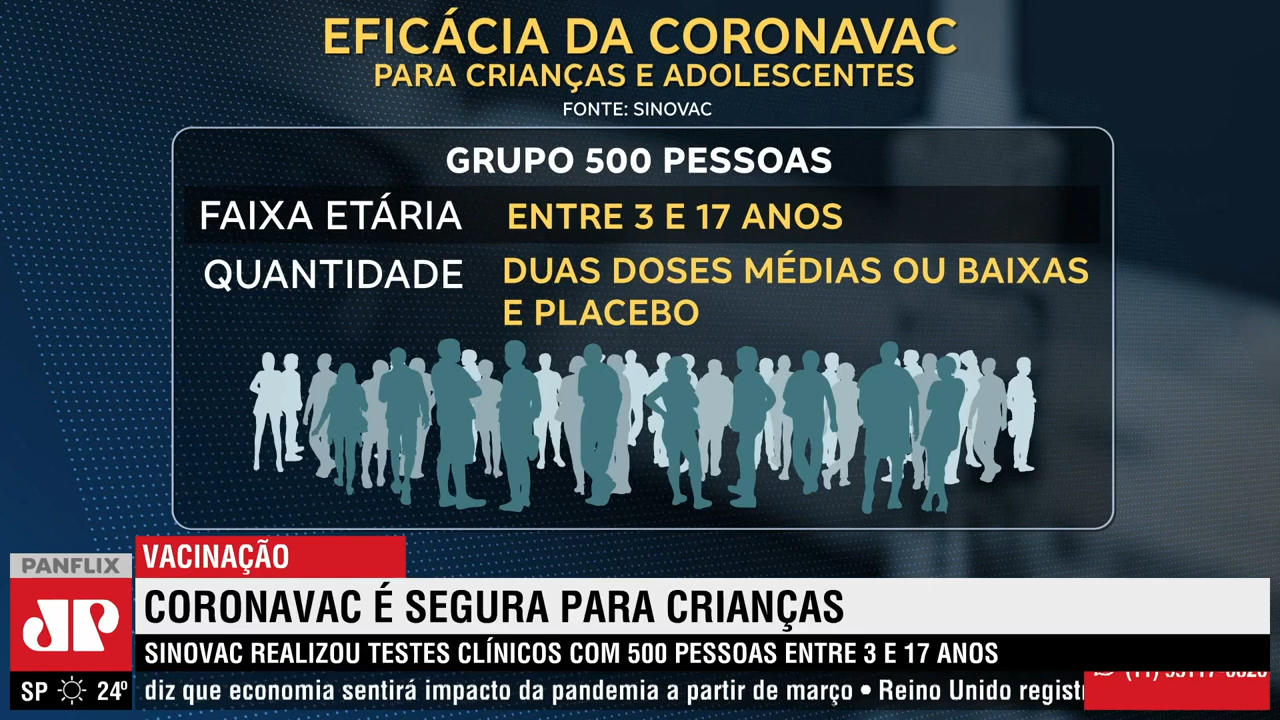 EFICÁCIA DA CORONAVAC
PARA CRIANÇAS E ADOLESCENTES
FONTE: SINOVAC
GRUPO 500 PESSOAS
FAIXA ETÁRIA ENTRE 3 E 17 ANOS
QUANTIDADE DUAS DOSES MÉDIAS OU BAIXAS
E PLACEBO
VACINAÇÃO
PANFLIX
JP
CORONAVAC É SEGURA PARA CRIANÇAS
SINOVAC REALIZOU TESTES CLÍNICOS COM 500 PESSOAS ENTRE 3 E 17 ANOS
SP 24º
diz que economia sentirá impacto da pandemia a partir de março • Reino Unido registr